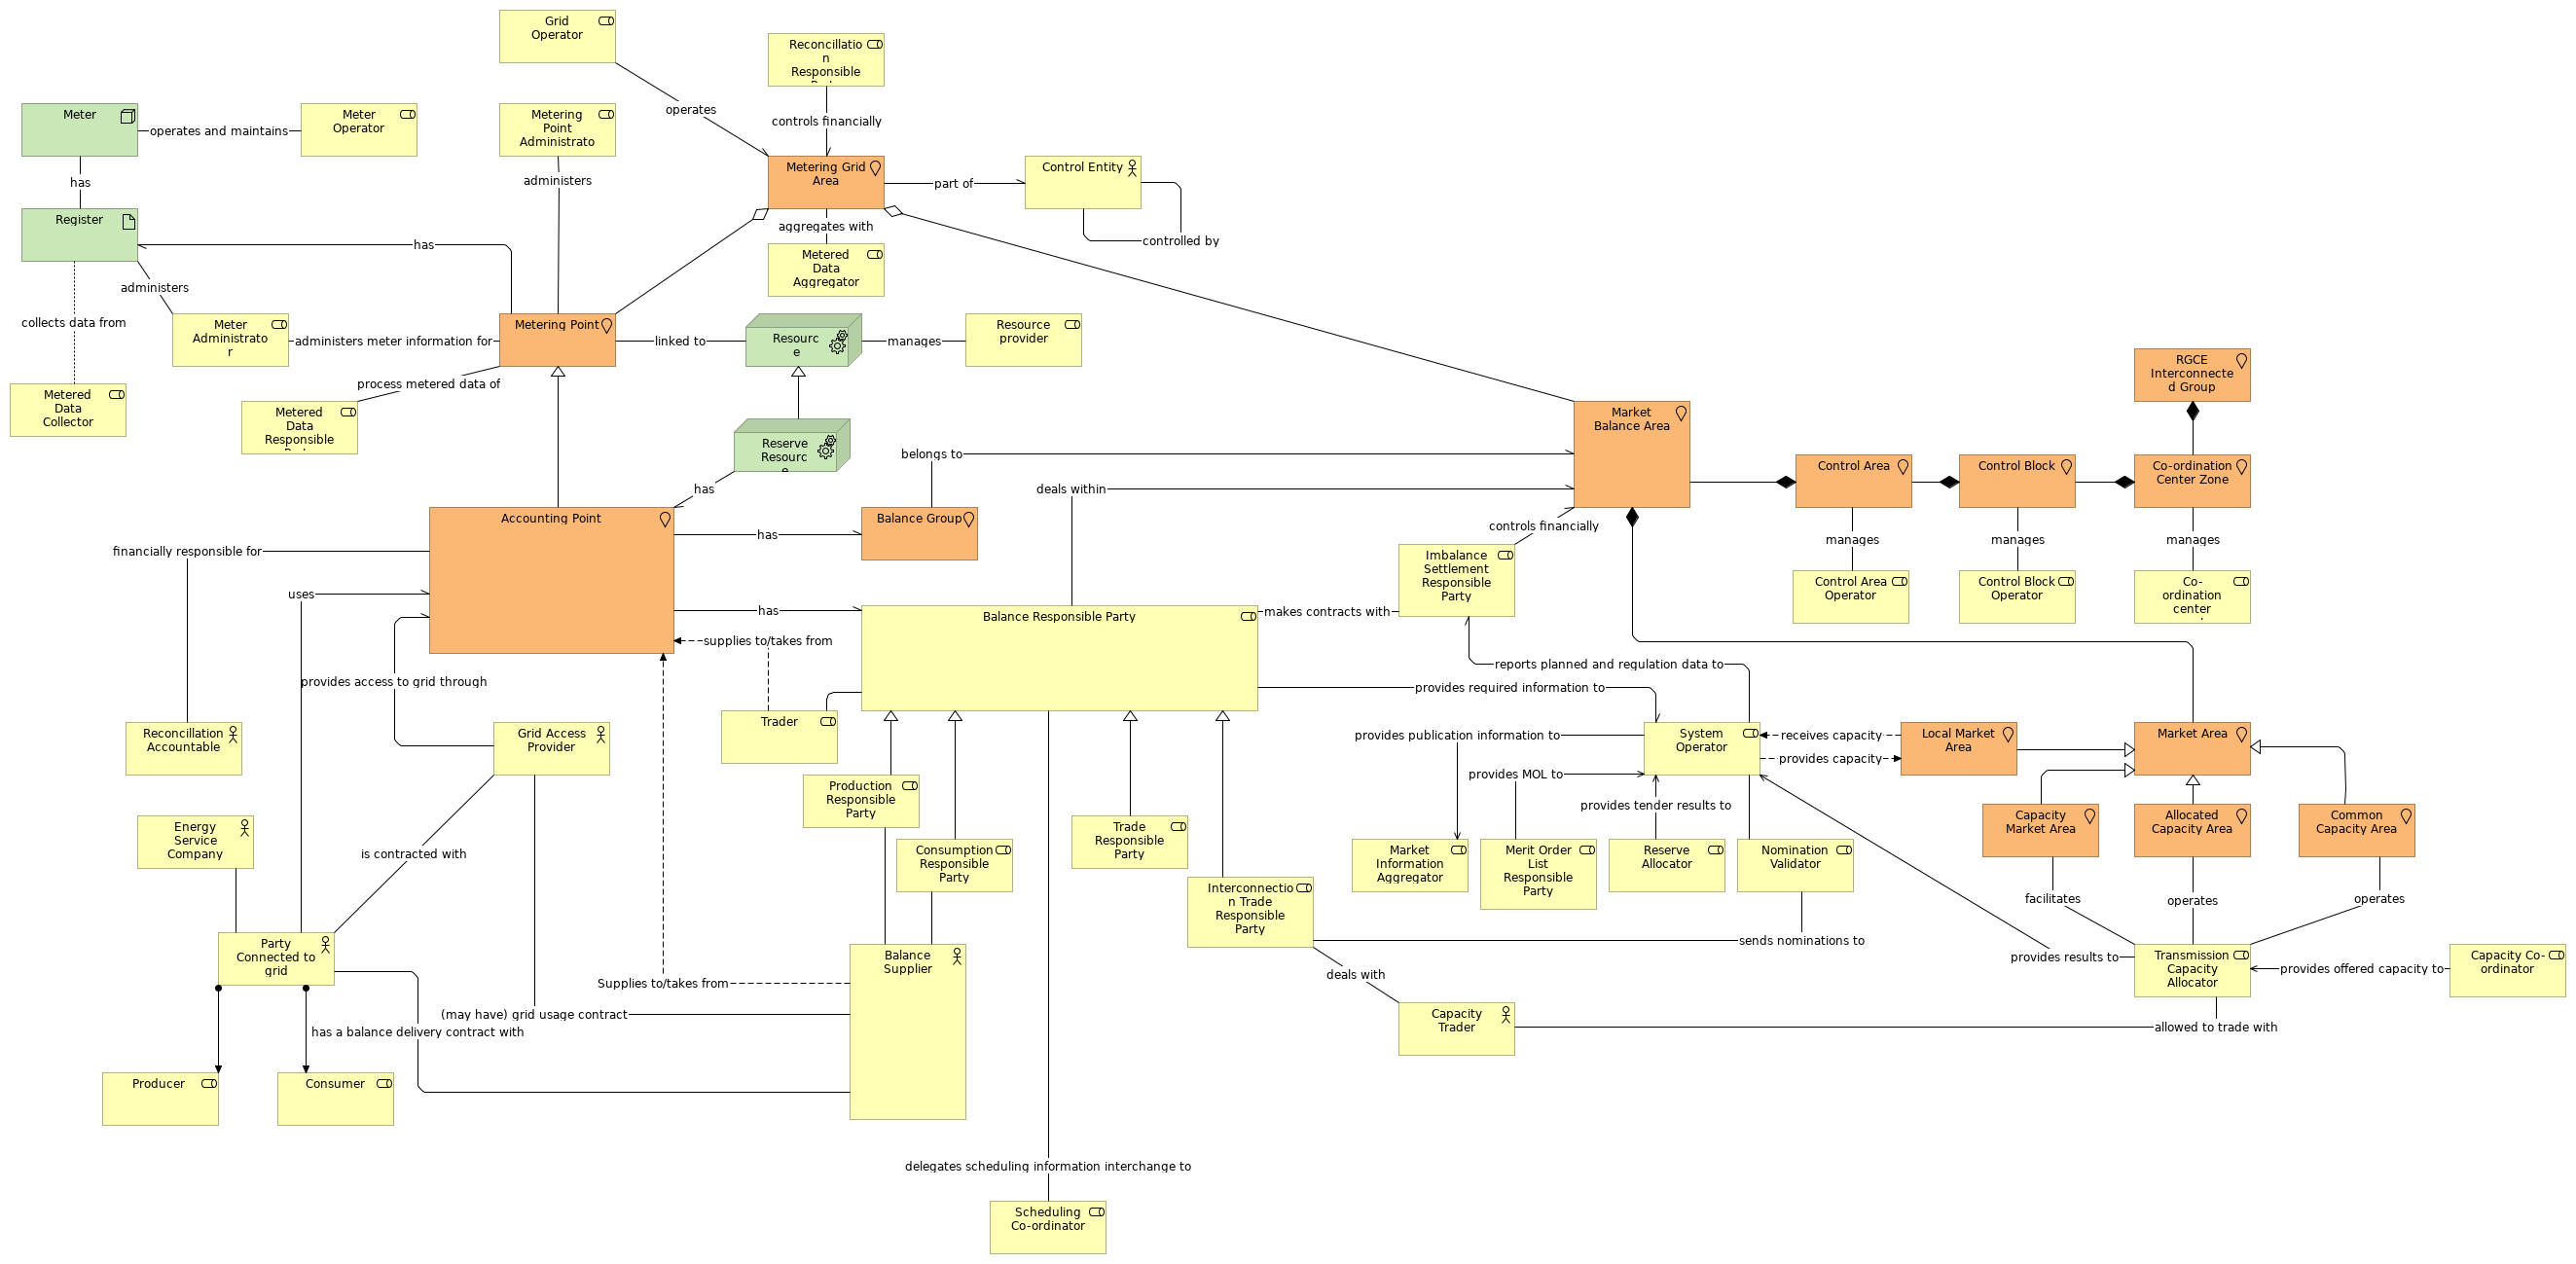 Grid
Operator
Reconcillatio
n
Responsible
operates
controls financially
Meter
operates and maintains
Meter
Operator
Metering
Point
Administrato
has
administers
Metering Grid
Area
part of
Control Entity
controlled by
Register
has
aggregates with
Metered
Data
Aggregator
administers
collects data from
Meter
Administrato
r
administers meter information for
Metering Point
linked to
Resourc
e
manages
Resource
provider
process metered data of
Metered
Data
Collector
Metered
Data
Responsible
Reserve
Resourc
e
has
belongs to
deals within
Market
Balance Area
RGCE
Interconnecte
d Group
Control Area
Control Block
Co-ordination
Center Zone
manages
manages
manages
Control Area
Operator
Control Block
Operator
Co-
ordination
center
Accounting Point
has
Balance Group
controls financially
Imbalance
Settlement
Responsible
Party
financially responsible for
uses
has
Balance Responsible Party
makes contracts with
supplies to/takes from
reports planned and regulation data to
provides access to grid through
provides required information to
Reconcillation
Accountable
Grid Access
Provider
Trader
provides publication information to
System
Operator
receives capacity
provides capacity
Local Market
Area
Market Area
provides MOL to
provides tender results to
Production
Responsible
Party
Consumption
Responsible
Party
Trade
Responsible
Party
Interconnectio
n Trade
Responsible
Party
Market
Information
Aggregator
Merit Order
List
Responsible
Party
Reserve
Allocator
Nomination
Validator
Capacity
Market Area
Allocated
Capacity Area
Common
Capacity Area
facilitates
operates
operates
Energy
Service
Company
is contracted with
sends nominations to
provides results to
Transmission
Capacity
Allocator
provides offered capacity to
Capacity Co-
ordinator
Party
Connected to
grid
Balance
Supplier
Supplies to/takes from
deals with
Capacity
Trader
allowed to trade with
(may have) grid usage contract
has a balance delivery contract with
Producer
Consumer
delegates scheduling information interchange to
Scheduling
Co-ordinator